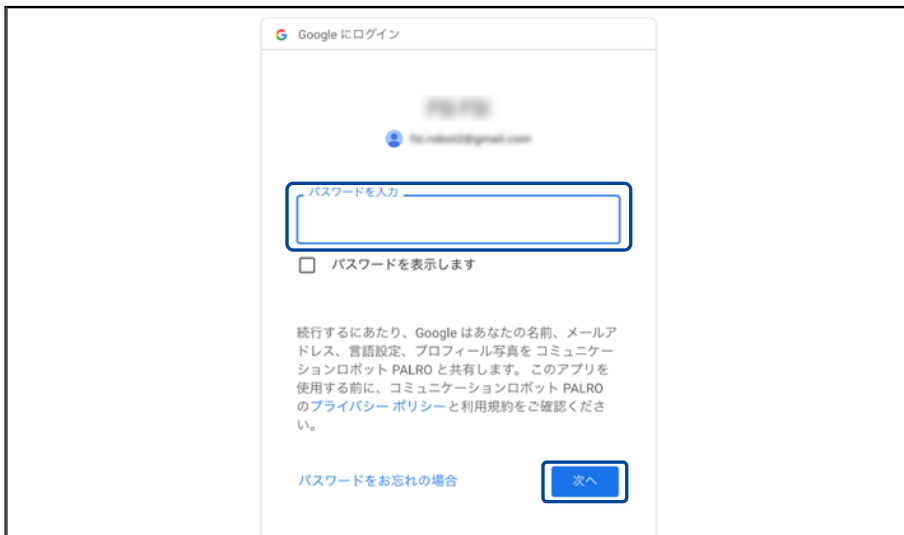 Google にログイン
パスワードを入力
パスワードを表示します
続行するにあたり、Google はあなたの名前、メールア
ドレス、言語設定、プロフィール写真を コミュニケー
ションロボット PALRO と共有します。 このアプリを
使用する前に、コミュニケーションロボット PALRO
のプライバシー ポリシーと利用規約をご確認くださ
い。
パスワードをお忘れの場合
次へ